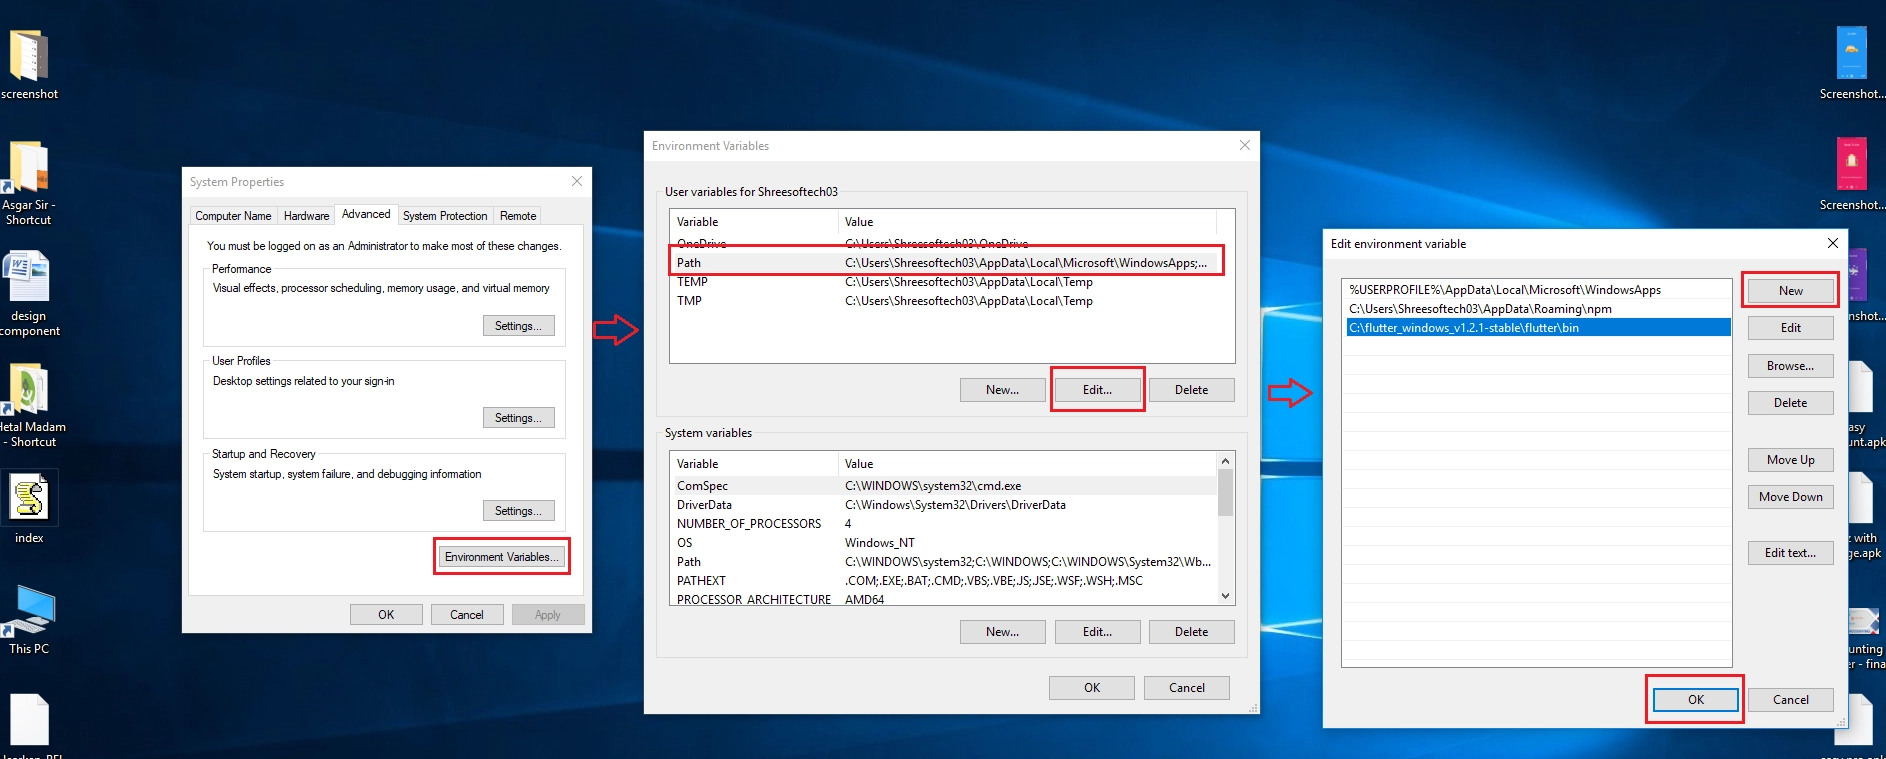 screenshot
Asgar Sir -
Shortcut
design
component
Hetal Madam
- Shortcut
index
This PC
System Properties
Computer Name
Hardware
Advanced
System Protection
Remote
You must be logged on as an Administrator to make most of these changes.
Performance
Visual effects, processor scheduling, memory usage, and virtual memory
Settings...
User Profiles
Desktop settings related to your sign-in
Settings...
Startup and Recovery
System startup, system failure, and debugging information
Settings...
Environment Variables...
OK
Cancel
Apply
Environment Variables
User variables for Shreesoftech03
Variable Value
OneDrive C:\Users\Shreesoftech03\OneDrive
Path C:\Users\Shreesoftech03\AppData\Local\Microsoft\WindowsApps;...
TEMP C:\Users\Shreesoftech03\AppData\Local\Temp
TMP C:\Users\Shreesoftech03\AppData\Local\Temp
New...
Edit...
Delete
System variables
Variable Value
ComSpec C:\WINDOWS\system32\cmd.exe
DriverData C:\Windows\System32\Drivers\DriverData
NUMBER_OF_PROCESSORS 4
OS Windows_NT
Path C:\WINDOWS\system32;C:\WINDOWS;C:\WINDOWS\System32\Wb...
PATHEXT .COM;.EXE;.BAT;.CMD;.VBS;.VBE;.JS;.JSE;.WSF;.WSH;.MSC
PROCESSOR_ARCHITECTURE AMD64
New...
Edit...
Delete
OK
Cancel
Edit environment variable
%USERPROFILE%\AppData\Local\Microsoft\WindowsApps
C:\Users\Shreesoftech03\AppData\Roaming\npm
C:\flutter_windows_v1.2.1-stable\flutter\bin
New
Edit
Browse...
Delete
Move Up
Move Down
Edit text...
OK
Cancel
Screenshot...
Screenshot...
shot...
asy
unt.apk
z with
ge.apk
unting
er - fina